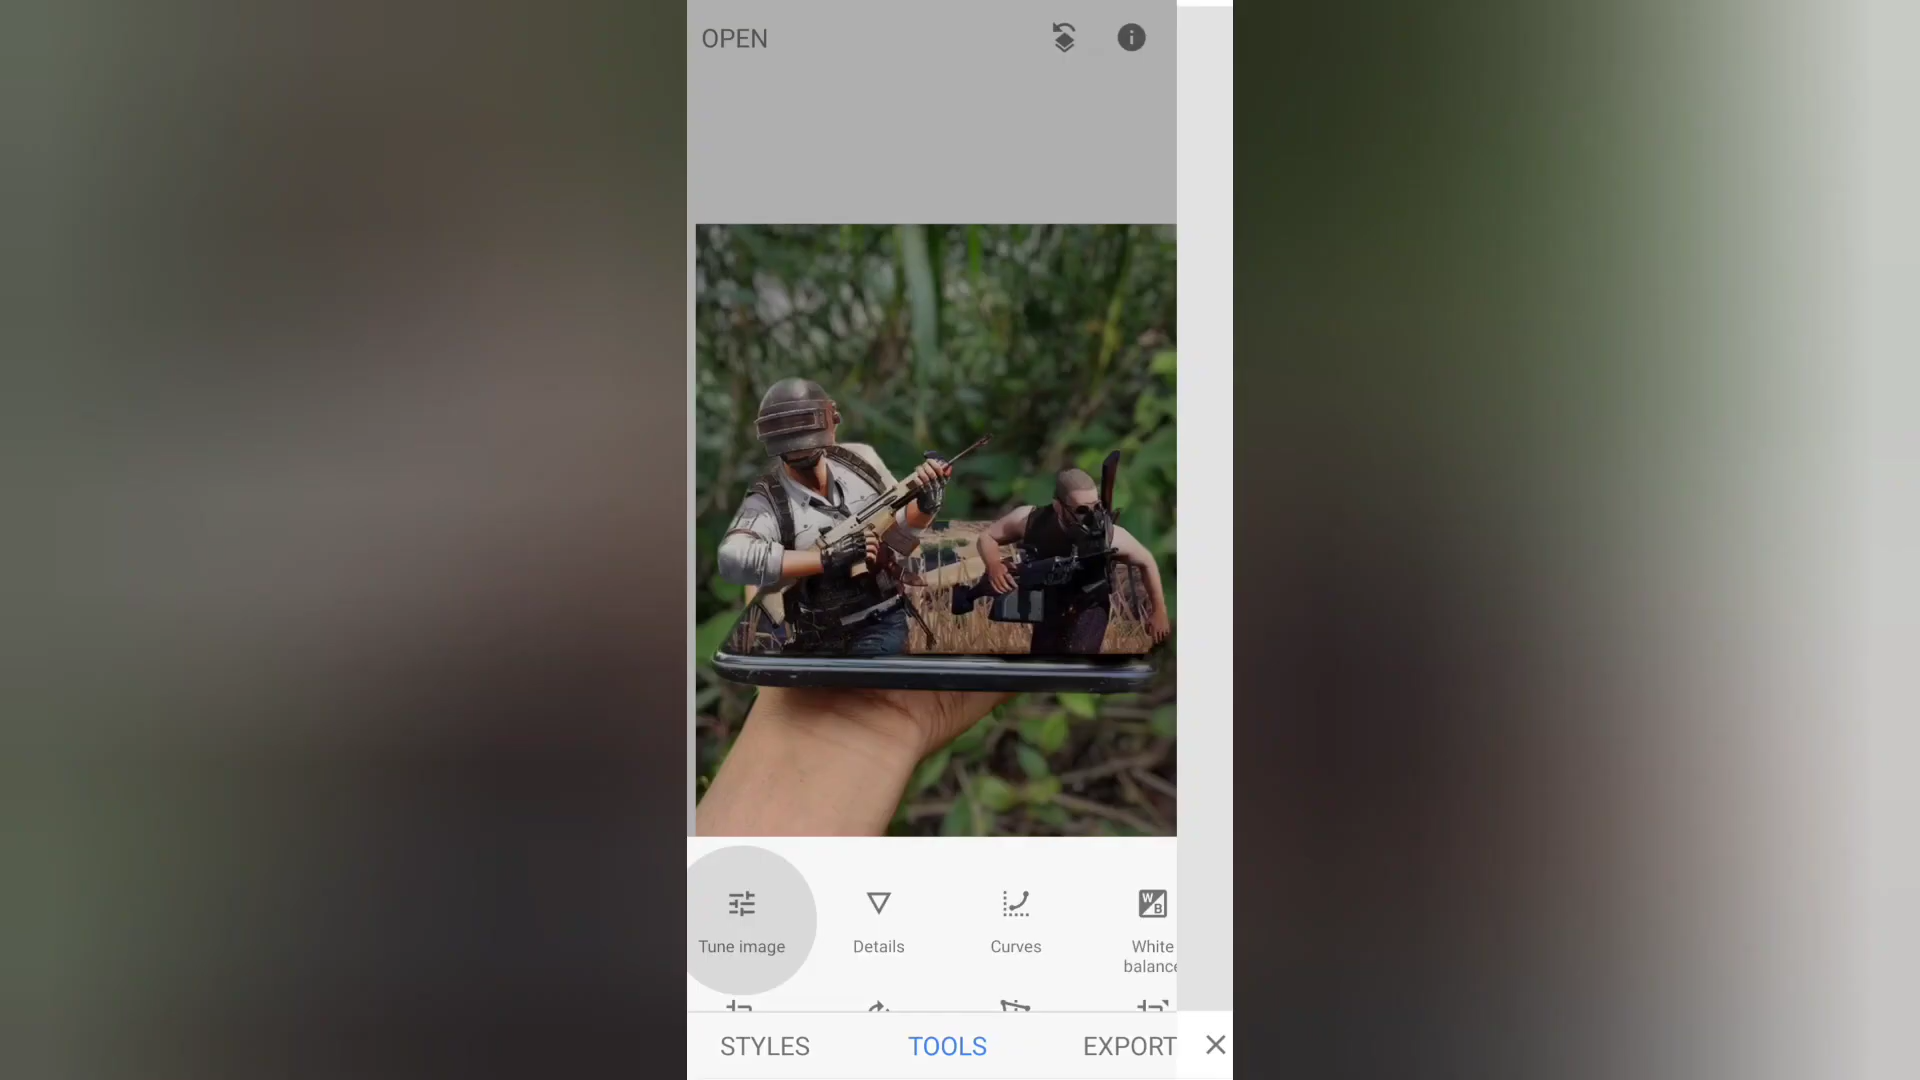 OPEN
Tune image
Details
Curves
White
balance
W
B
STYLES
TOOLS
EXPORT